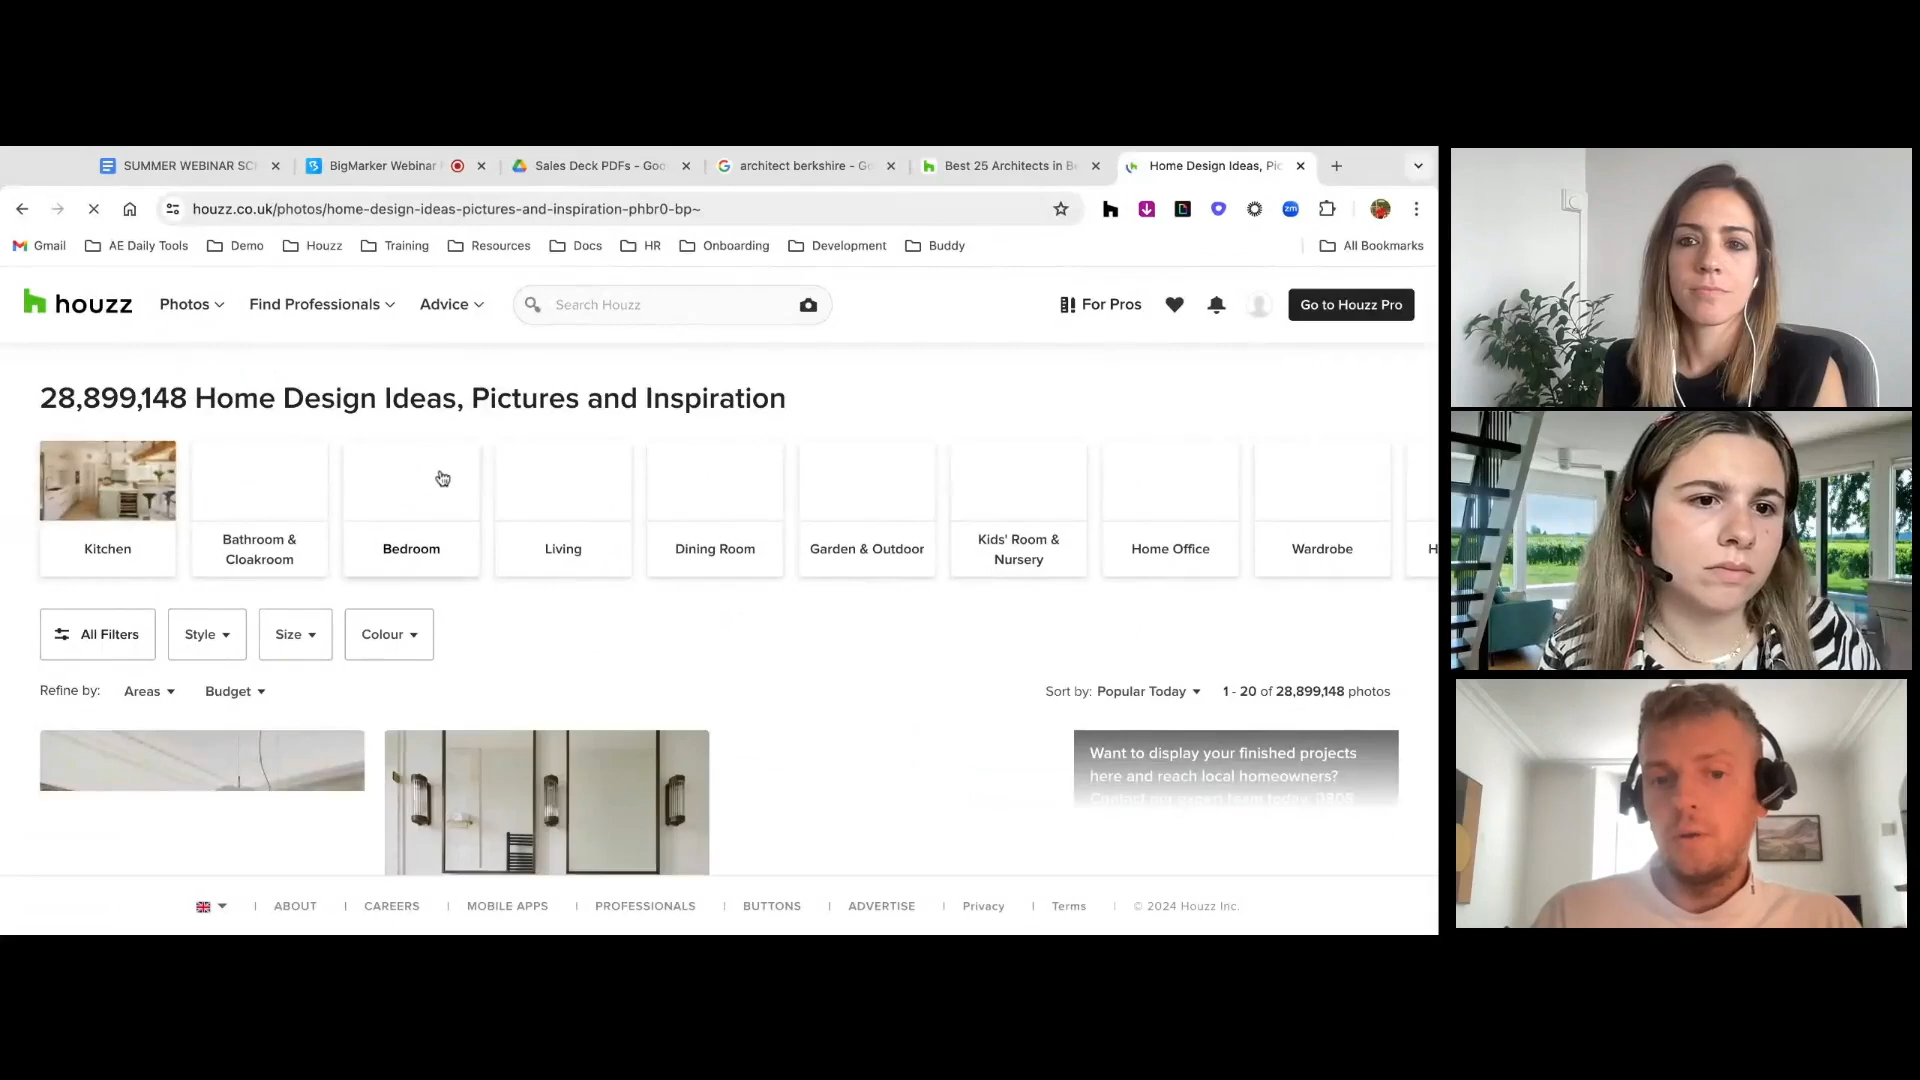 SUMMER WEBINAR SC
BigMarker Webinar
Sales Deck PDFs - Goo
architect berkshire - G
Best 25 Architects in B
Home Design Ideas, Pic
houzz.co.uk/photos/home-design-ideas-pictures-and-inspiration-phbr0-bp~
zm
Gmail
AE Daily Tools
Demo
Houzz
Training
Resources
Docs
HR
Onboarding
Development
Buddy
All Bookmarks
houzz
Photos
Find Professionals
Advice
Search Houzz
For Pros
Go to Houzz Pro
28,899,148 Home Design Ideas, Pictures and Inspiration
Kitchen
Bathroom &
Cloakroom
Bedroom
Living
Dining Room
Garden & Outdoor
Kids' Room &
Nursery
Home Office
Wardrobe
H
All Filters
Style
Size
Colour
Refine by:
Areas
Budget
Sort by: Popular Today
1 - 20 of 28,899,148 photos
Want to display your finished projects
here and reach local homeowners?
Contact our expert team today.
ABOUT
CAREERS
MOBILE APPS
PROFESSIONALS
BUTTONS
ADVERTISE
Privacy
Terms
© 2024 Houzz Inc.